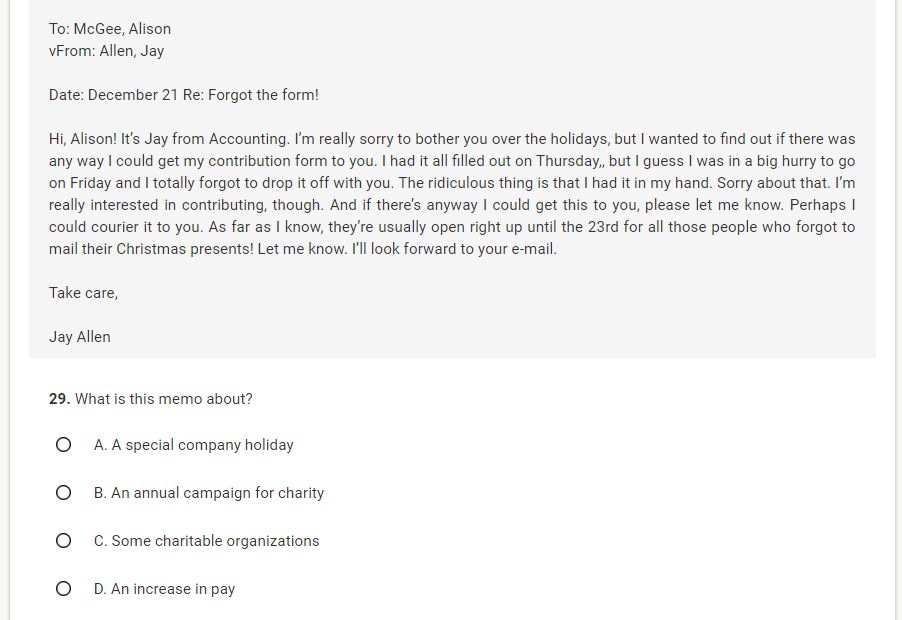 To: McGee, Alison
vFrom: Allen, Jay
Date: December 21 Re: Forgot the form!
Hi, Alison! It's Jay from Accounting. I'm really sorry to bother you over the holidays, but I wanted to find out if there was
any way I could get my contribution form to you. I had it all filled out on Thursday,, but I guess I was in a big hurry to go
on Friday and I totally forgot to drop it off with you. The ridiculous thing is that I had it in my hand. Sorry about that. I'm
really interested in contributing, though. And if there's anyway I could get this to you, please let me know. Perhaps I
could courier it to you. As far as I know, they're usually open right up until the 23rd for all those people who forgot to
mail their Christmas presents! Let me know. I'll look forward to your e-mail.
Take care,
Jay Allen
29. What is this memo about?
A. A special company holiday
B. An annual campaign for charity
C. Some charitable organizations
D. An increase in pay